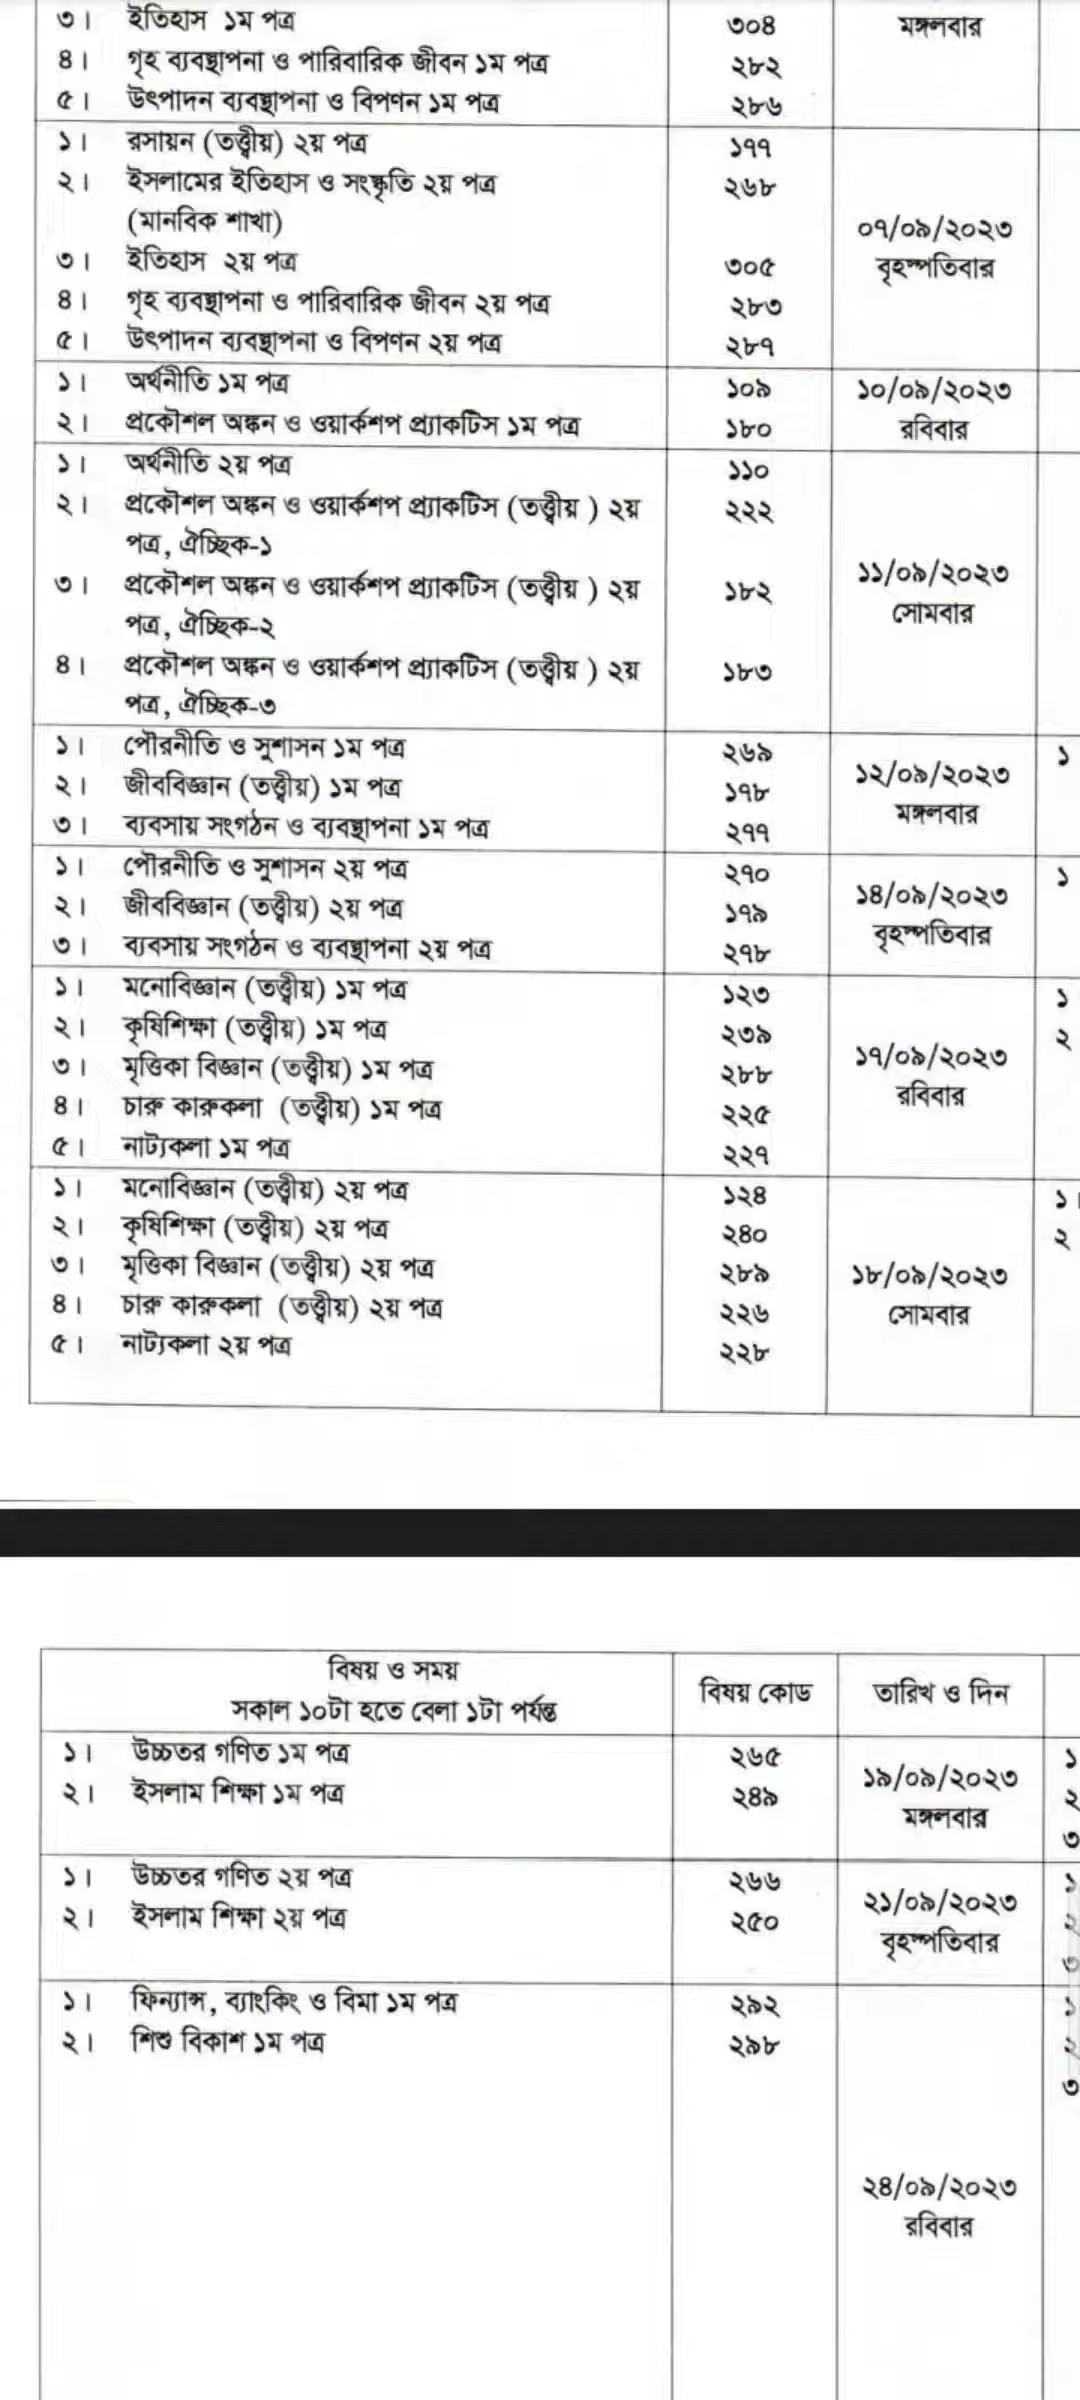 ৩। ইতিহাস ১ম পত্র ৩০৪ মঙ্গলবার
৪। গৃহ ব্যবস্থাপনা ও পারিবারিক জীবন ১ম পত্র ২৮২
৫। উৎপাদন ব্যবস্থাপনা ও বিপণন ১ম পত্র ২৮৬
১। রসায়ন (তত্ত্বীয়) ২য় পত্র ১৭৭
২। ইসলামের ইতিহাস ও সংস্কৃতি ২য় পত্র ২৬৮
(মানবিক শাখা)
০৭/০৯/২০২৩
৩। ইতিহাস ২য় পত্র ৩০৫ বৃহস্পতিবার
৪। গৃহ ব্যবস্থাপনা ও পারিবারিক জীবন ২য় পত্র ২৮৩
৫। উৎপাদন ব্যবস্থাপনা ও বিপণন ২য় পত্র ২৮৭
১। অর্থনীতি ১ম পত্র ১০৯ ১০/০৯/২০২৩
২। প্রকৌশল অঙ্কন ও ওয়ার্কশপ প্র্যাকটিস ১ম পত্র ১৮০ রবিবার
১। অর্থনীতি ২য় পত্র ১১০
২। প্রকৌশল অঙ্কন ও ওয়ার্কশপ প্র্যাকটিস (তত্ত্বীয় ) ২য় ২২২
পত্র, ঐচ্ছিক-১
৩। প্রকৌশল অঙ্কন ও ওয়ার্কশপ প্র্যাকটিস (তত্ত্বীয় ) ২য় ১৮২ ১১/০৯/২০২৩
পত্র, ঐচ্ছিক-২ সোমবার
৪। প্রকৌশল অঙ্কন ও ওয়ার্কশপ প্র্যাকটিস (তত্ত্বীয় ) ২য় ১৮৩
পত্র, ঐচ্ছিক-৩
১। পৌরনীতি ও সুশাসন ১ম পত্র ২৬৯ ১
২। জীববিজ্ঞান (তত্ত্বীয়) ১ম পত্র ১৭৮ ১২/০৯/২০২৩
৩। ব্যবসায় সংগঠন ও ব্যবস্থাপনা ১ম পত্র ২৭৭ মঙ্গলবার
১। পৌরনীতি ও সুশাসন ২য় পত্র ২৭০ ১
২। জীববিজ্ঞান (তত্ত্বীয়) ২য় পত্র ১৭৯ ১৪/০৯/২০২৩
৩। ব্যবসায় সংগঠন ও ব্যবস্থাপনা ২য় পত্র ২৭৮ বৃহস্পতিবার
১। মনোবিজ্ঞান (তত্ত্বীয়) ১ম পত্র ১২৩ ১
২। কৃষিশিক্ষা (তত্ত্বীয়) ১ম পত্র ২৩৯ ২
৩। মৃত্তিকা বিজ্ঞান (তত্ত্বীয়) ১ম পত্র ২৮৮ ১৭/০৯/২০২৩
৪। চারু কারুকলা (তত্ত্বীয়) ১ম পত্র ২২৫ রবিবার
৫। নাট্যকলা ১ম পত্র ২২৭
১। মনোবিজ্ঞান (তত্ত্বীয়) ২য় পত্র ১২৪ ১।
২। কৃষিশিক্ষা (তত্ত্বীয়) ২য় পত্র ২৪০ ২
৩। মৃত্তিকা বিজ্ঞান (তত্ত্বীয়) ২য় পত্র ২৮৯ ১৮/০৯/২০২৩
৪। চারু কারুকলা (তত্ত্বীয়) ২য় পত্র ২২৬ সোমবার
৫। নাট্যকলা ২য় পত্র ২২৮
বিষয় ও সময়
সকাল ১০টা হতে বেলা ১টা পর্যন্ত
বিষয় কোড তারিখ ও দিন
১। উচ্চতর গণিত ১ম পত্র ২৬৫ ১
২। ইসলাম শিক্ষা ১ম পত্র ২৪৯ ১৯/০৯/২০২৩ ২
মঙ্গলবার ৩
১। উচ্চতর গণিত ২য় পত্র ২৬৬ ১
২। ইসলাম শিক্ষা ২য় পত্র ২৫০ ২১/০৯/২০২৩ ২
বৃহস্পতিবার ৩
১। ফিন্যান্স, ব্যাংকিং ও বিমা ১ম পত্র ২৯২ ১
২। শিশু বিকাশ ১ম পত্র ২৯৮ ২
৩
২৪/০৯/২০২৩
রবিবার